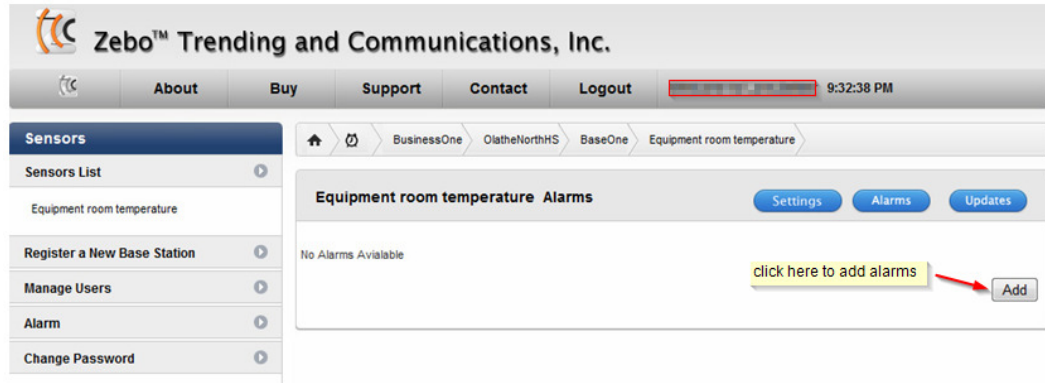 Zebo™ Trending and Communications, Inc.
About Buy Support Contact Logout 9:32:38 PM
Sensors
BusinessOne OlatheNorthHS BaseOne Equipment room temperature
Sensors List
Equipment room temperature Alarms
Settings Alarms Updates
Equipment room temperature
Register a New Base Station
No Alarms Avialable
click here to add alarms
Add
Manage Users
Alarm
Change Password